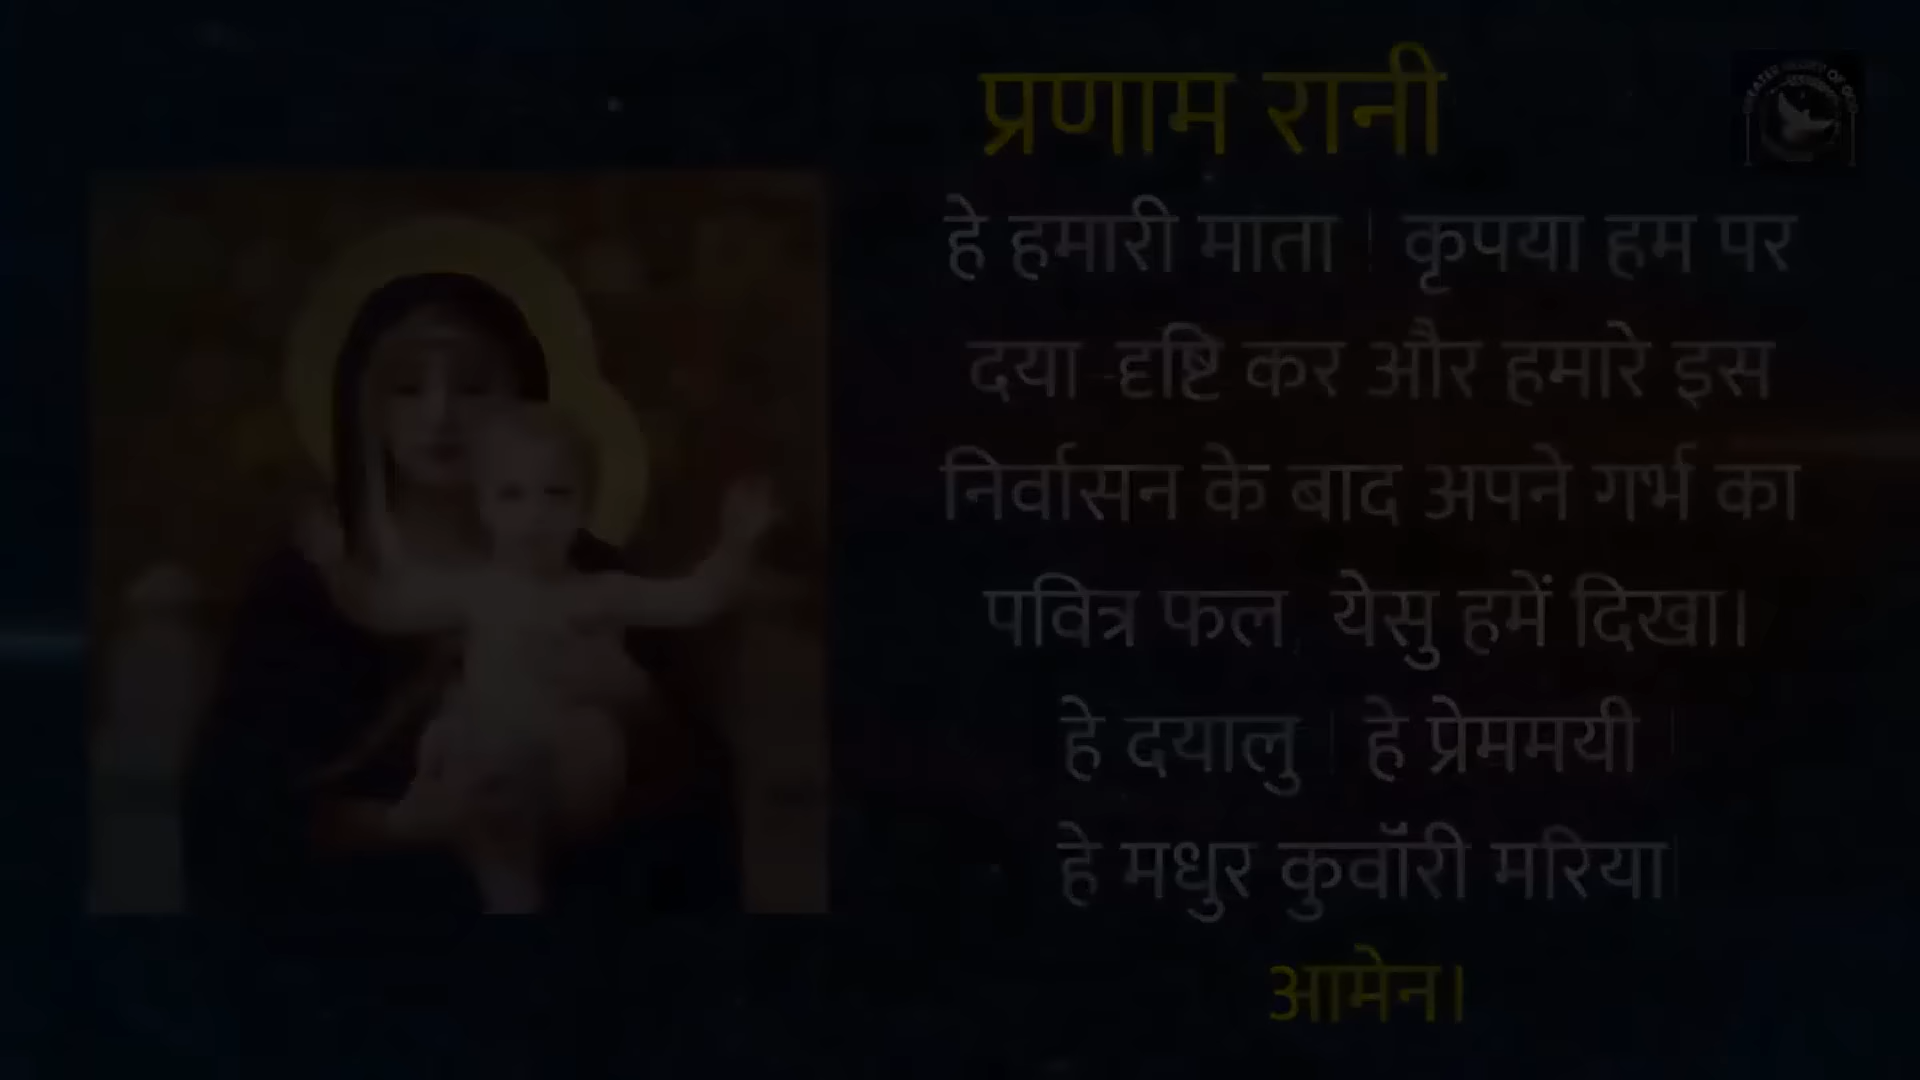 प्रणाम रानी
हे हमारी माता ! कृपया हम पर
दया -दृष्टि कर और हमारे इस
निर्वासन के बाद अपने गर्भ का
पवित्र फल, येसु हमें दिखा।
हे दयालु ! हे प्रेममयी !
हे मधुर कुवॉरी मरिया!
आमेन।